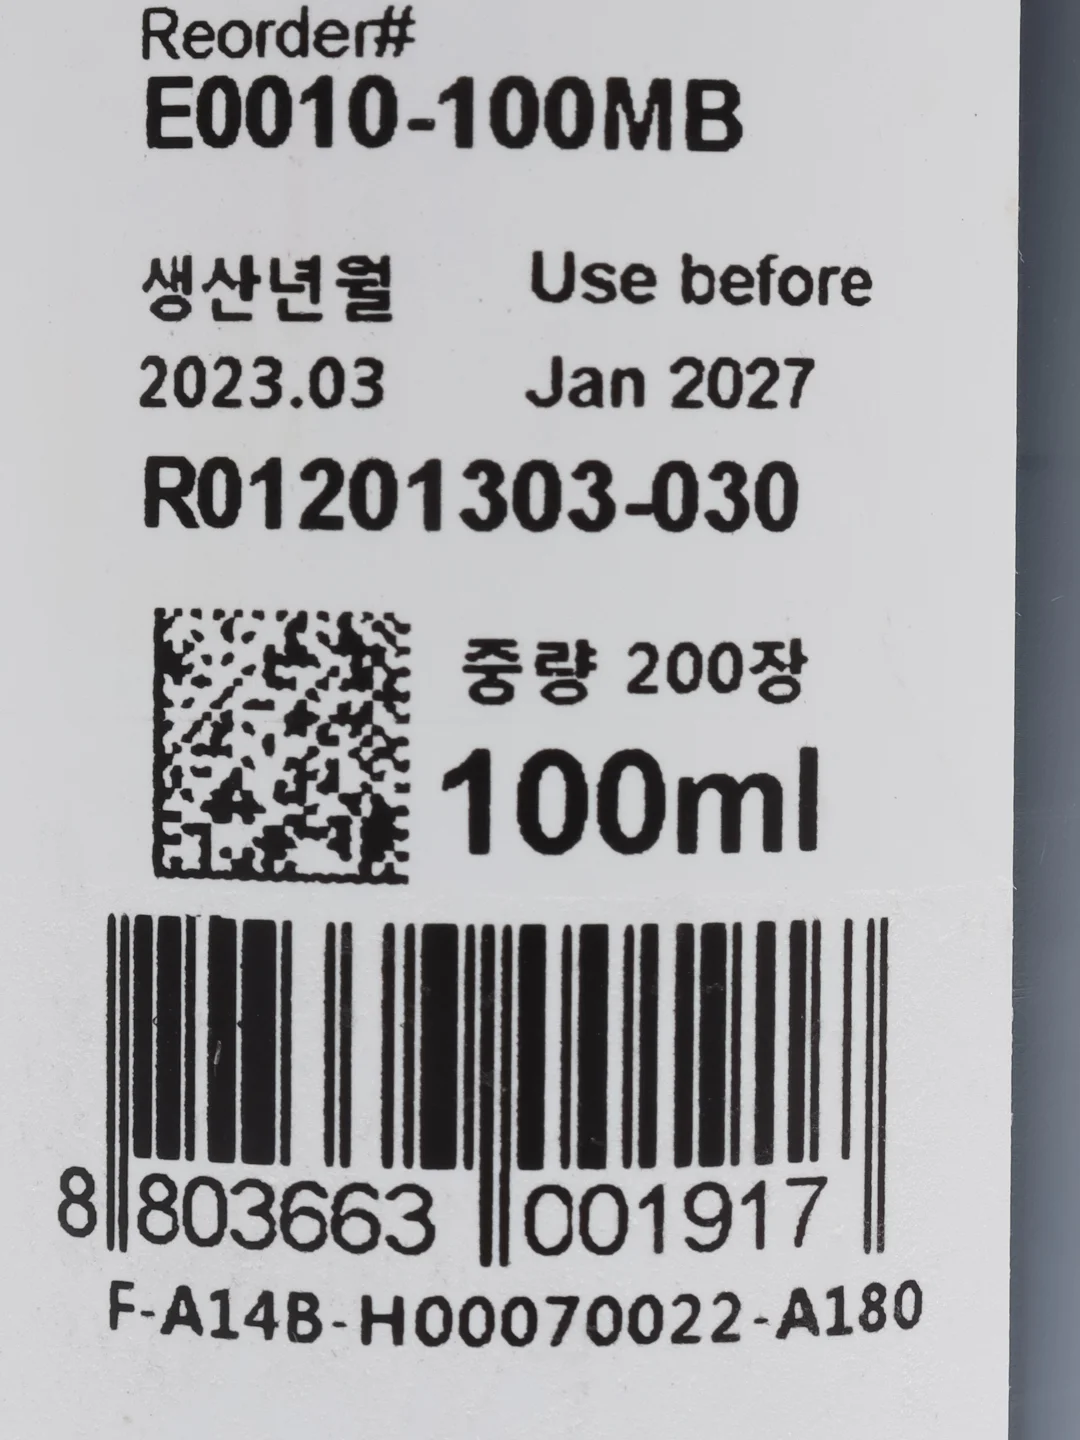 Reorder#
E0010-100MB
생산년월 Use before
2023.03 Jan 2027
R01201303-030
중량 200장
100ml
8 803663 001917
F-A14B-H00070022-A180